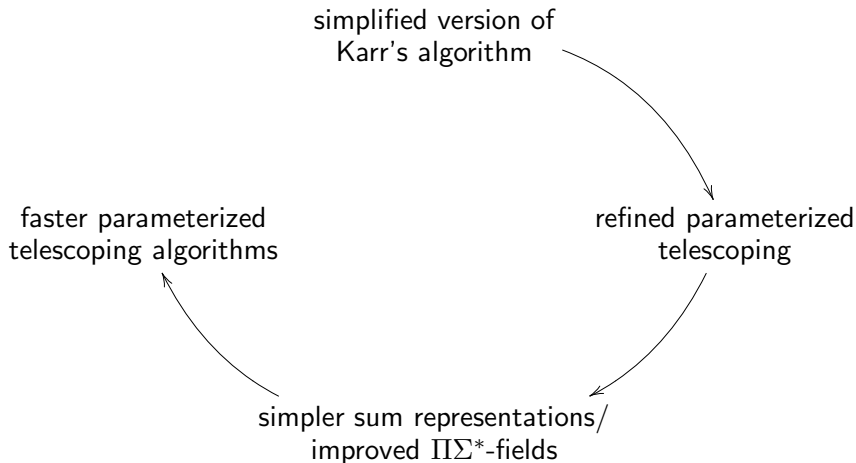 simplified version of
Karr's algorithm
faster parameterized
telescoping algorithms
refined parameterized
telescoping
simpler sum representations/
improved ΠΣ*-fields